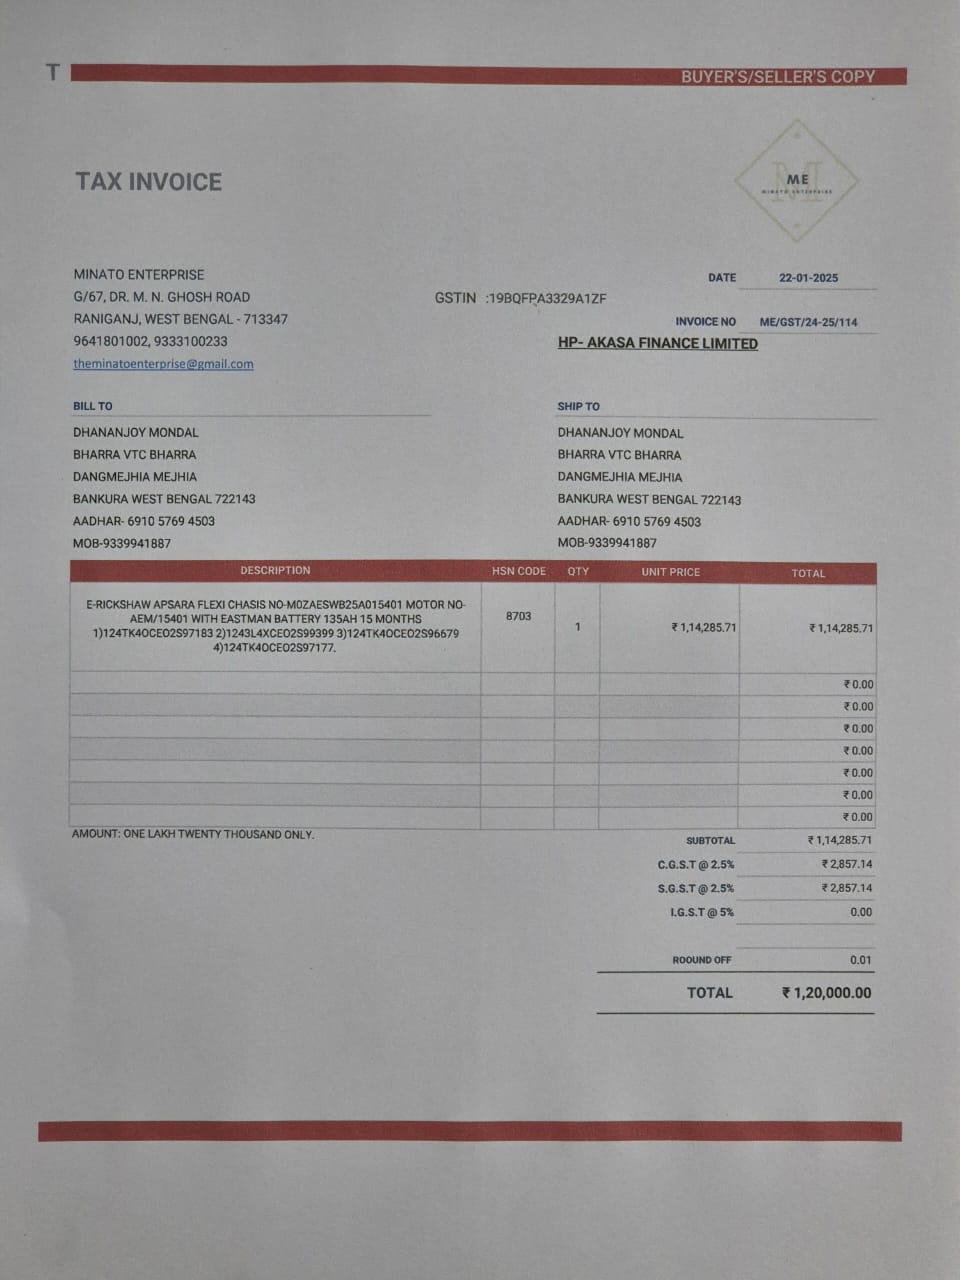 T
BUYER'S/SELLER'S COPY
TAX INVOICE
ME
MINATO ENTERPRISE
MINATO ENTERPRISE
G/67, DR. M. N. GHOSH ROAD
RANIGANJ, WEST BENGAL - 713347
9641801002, 9333100233
theminatoenterprise@gmail.com
GSTIN :19BQFPA3329A1ZF
DATE 22-01-2025
INVOICE NO ME/GST/24-25/114
HP- AKASA FINANCE LIMITED
BILL TO
DHANANJOY MONDAL
BHARRA VTC BHARRA
DANGMEJHIA MEJHIA
BANKURA WEST BENGAL 722143
AADHAR- 6910 5769 4503
MOB-9339941887
SHIP TO
DHANANJOY MONDAL
BHARRA VTC BHARRA
DANGMEJHIA MEJHIA
BANKURA WEST BENGAL 722143
AADHAR- 6910 5769 4503
MOB-9339941887
DESCRIPTION HSN CODE QTY UNIT PRICE TOTAL
E-RICKSHAW APSARA FLEXI CHASIS NO-M0ZAESWB25A015401 MOTOR NO-
AEM/15401 WITH EASTMAN BATTERY 135AH 15 MONTHS
1)124TK4OCEO2S97183 2)1243L4XCEO2S99399 3)124TK4OCEO2S96679
4)124TK4OCEO2S97177.
8703 1 ₹ 1,14,285.71 ₹ 1,14,285.71
₹ 0.00
₹ 0.00
₹ 0.00
₹ 0.00
₹ 0.00
₹ 0.00
₹ 0.00
AMOUNT: ONE LAKH TWENTY THOUSAND ONLY.
SUBTOTAL ₹ 1,14,285.71
C.G.S.T @ 2.5% ₹ 2,857.14
S.G.S.T @ 2.5% ₹ 2,857.14
I.G.S.T @ 5% 0.00
ROOUND OFF 0.01
TOTAL ₹ 1,20,000.00